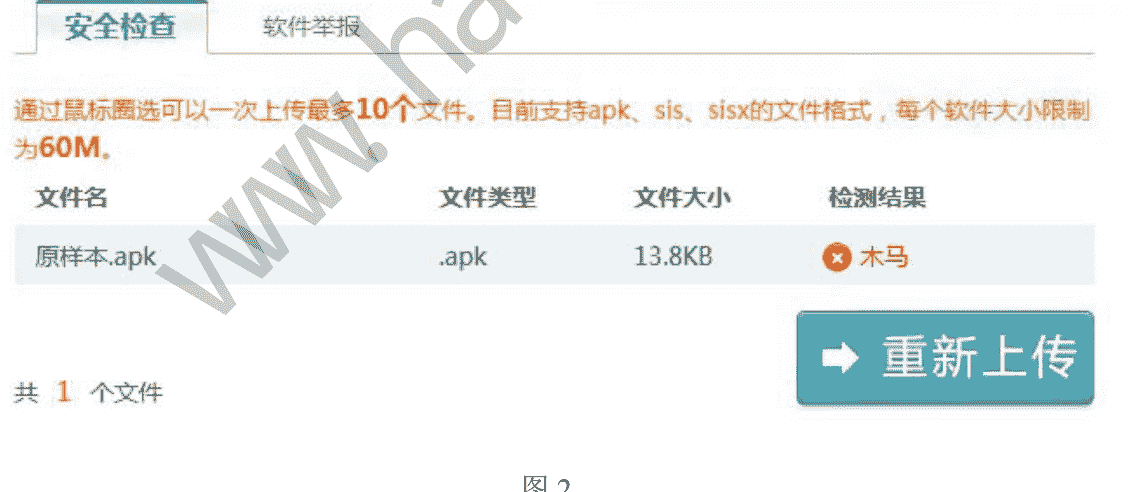 安全检查 软件举报
通过鼠标圈选可以一次上传最多10个文件。目前支持apk、sis、sisx的文件格式，每个软件大小限制
为60M。
文件名 文件类型 文件大小 检测结果
原样本.apk .apk 13.8KB 木马
重新上传
共 1 个文件
图 2
www.ha